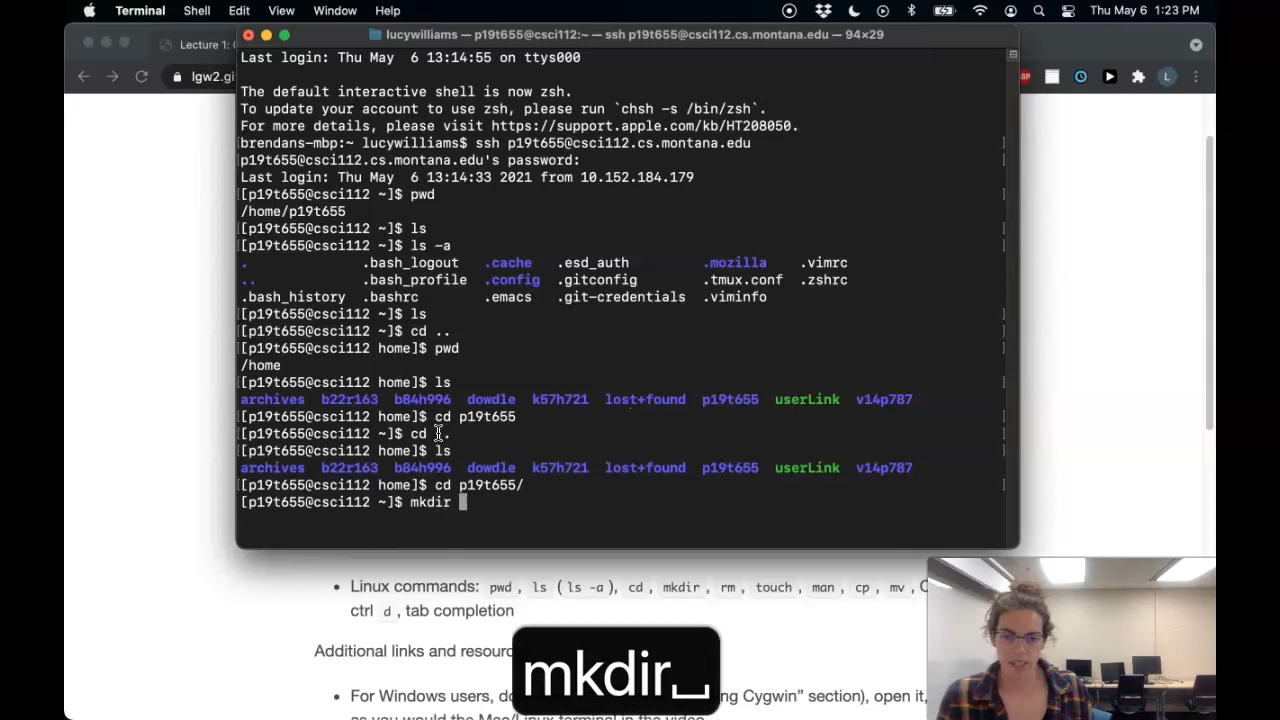 Terminal Shell Edit View Window Help Thu May 6 1:23 PM
lucywilliams — p19t655@csci112:~ — ssh p19t655@csci112.cs.montana.edu — 94×29
Lecture 1:
lgw2.gi
Last login: Thu May  6 13:14:55 on ttys000
The default interactive shell is now zsh.
To update your account to use zsh, please run `chsh -s /bin/zsh`.
For more details, please visit https://support.apple.com/kb/HT208050.
brendans-mbp:~ lucywilliams$ ssh p19t655@csci112.cs.montana.edu
p19t655@csci112.cs.montana.edu's password:
Last login: Thu May  6 13:14:33 2021 from 10.152.184.179
[p19t655@csci112 ~]$ pwd
/home/p19t655
[p19t655@csci112 ~]$ ls
[p19t655@csci112 ~]$ ls -a
. .bash_logout .cache .esd_auth .mozilla .vimrc
.. .bash_profile .config .gitconfig .tmux.conf .zshrc
.bash_history .bashrc .emacs .git-credentials .viminfo
[p19t655@csci112 ~]$ ls
[p19t655@csci112 ~]$ cd ..
[p19t655@csci112 home]$ pwd
/home
[p19t655@csci112 home]$ ls
archives b22r163 b84h996 dowdle k57h721 lost+found p19t655 userLink v14p787
[p19t655@csci112 home]$ cd p19t655
[p19t655@csci112 ~]$ cd ..
[p19t655@csci112 home]$ ls
archives b22r163 b84h996 dowdle k57h721 lost+found p19t655 userLink v14p787
[p19t655@csci112 home]$ cd p19t655/
[p19t655@csci112 ~]$ mkdir
• Linux commands: pwd , ls ( ls -a ), cd , mkdir , rm , touch , man , cp , mv , C
ctrl d , tab completion
Additional links and resour
• For Windows users, do ng Cygwin” section), open it,
as you would the Mac/Linux terminal in the video
mkdir␣